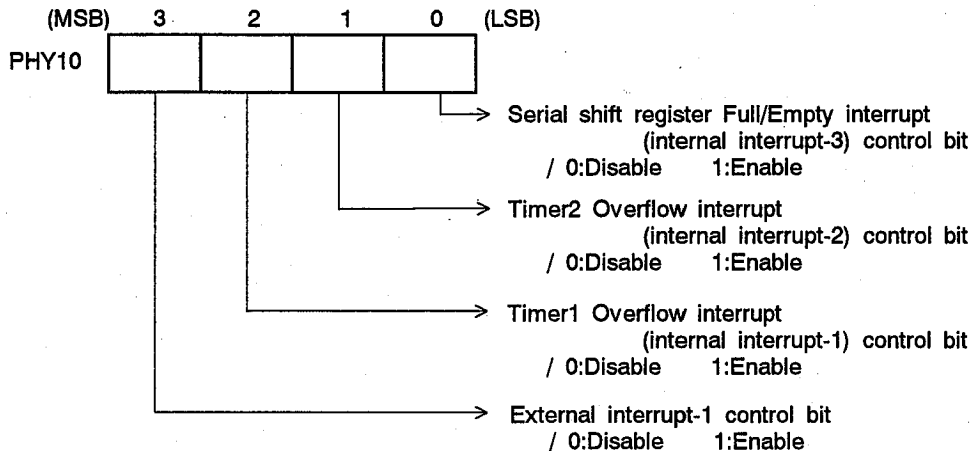 (MSB) 3 2 1 0 (LSB)
PHY10
Serial shift register Full/Empty interrupt
(internal interrupt-3) control bit
/ 0:Disable 1:Enable
Timer2 Overflow interrupt
(internal interrupt-2) control bit
/ 0:Disable 1:Enable
Timer1 Overflow interrupt
(internal interrupt-1) control bit
/ 0:Disable 1:Enable
External interrupt-1 control bit
/ 0:Disable 1:Enable